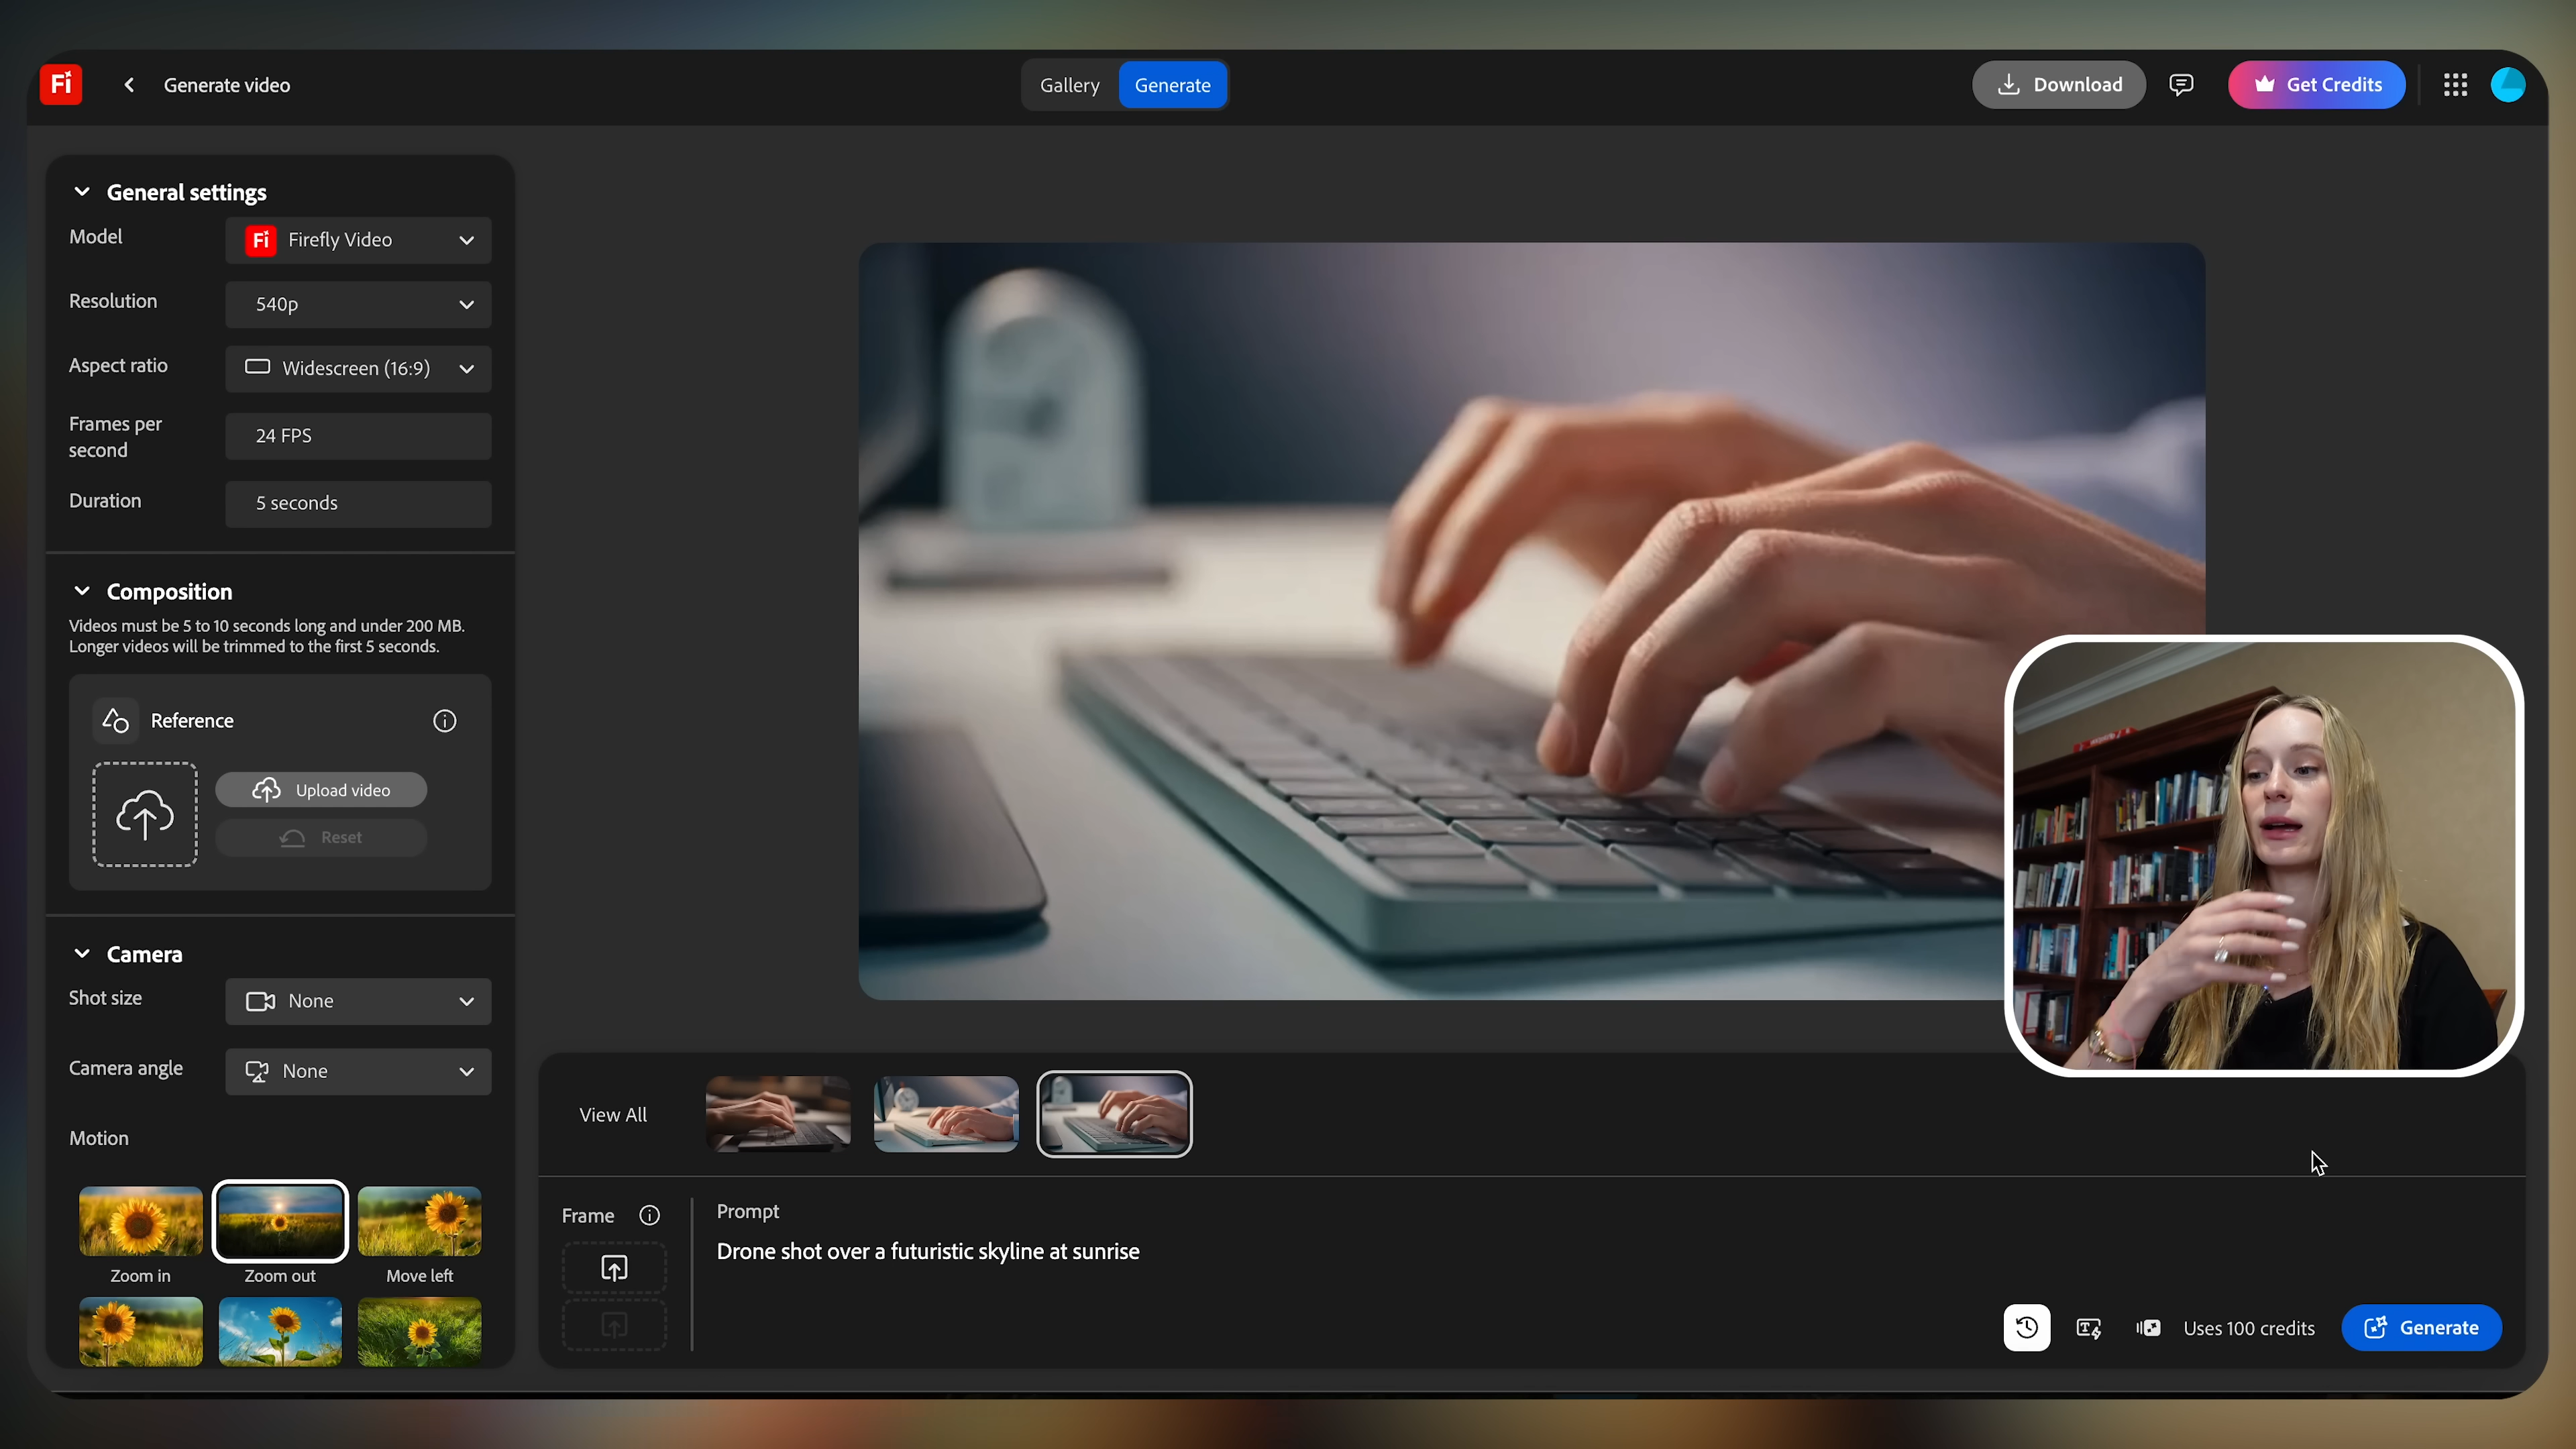 Fi
Generate video
Gallery
Generate
Download
Get Credits
General settings
Model
Fi
Firefly Video
Resolution
540p
Aspect ratio
Widescreen (16:9)
Frames per
second
24 FPS
Duration
5 seconds
Composition
Videos must be 5 to 10 seconds long and under 200 MB.
Longer videos will be trimmed to the first 5 seconds.
Reference
Upload video
Reset
Camera
Shot size
None
Camera angle
None
Motion
Zoom in
Zoom out
Move left
View All
Frame
Prompt
Drone shot over a futuristic skyline at sunrise
Uses 100 credits
Generate